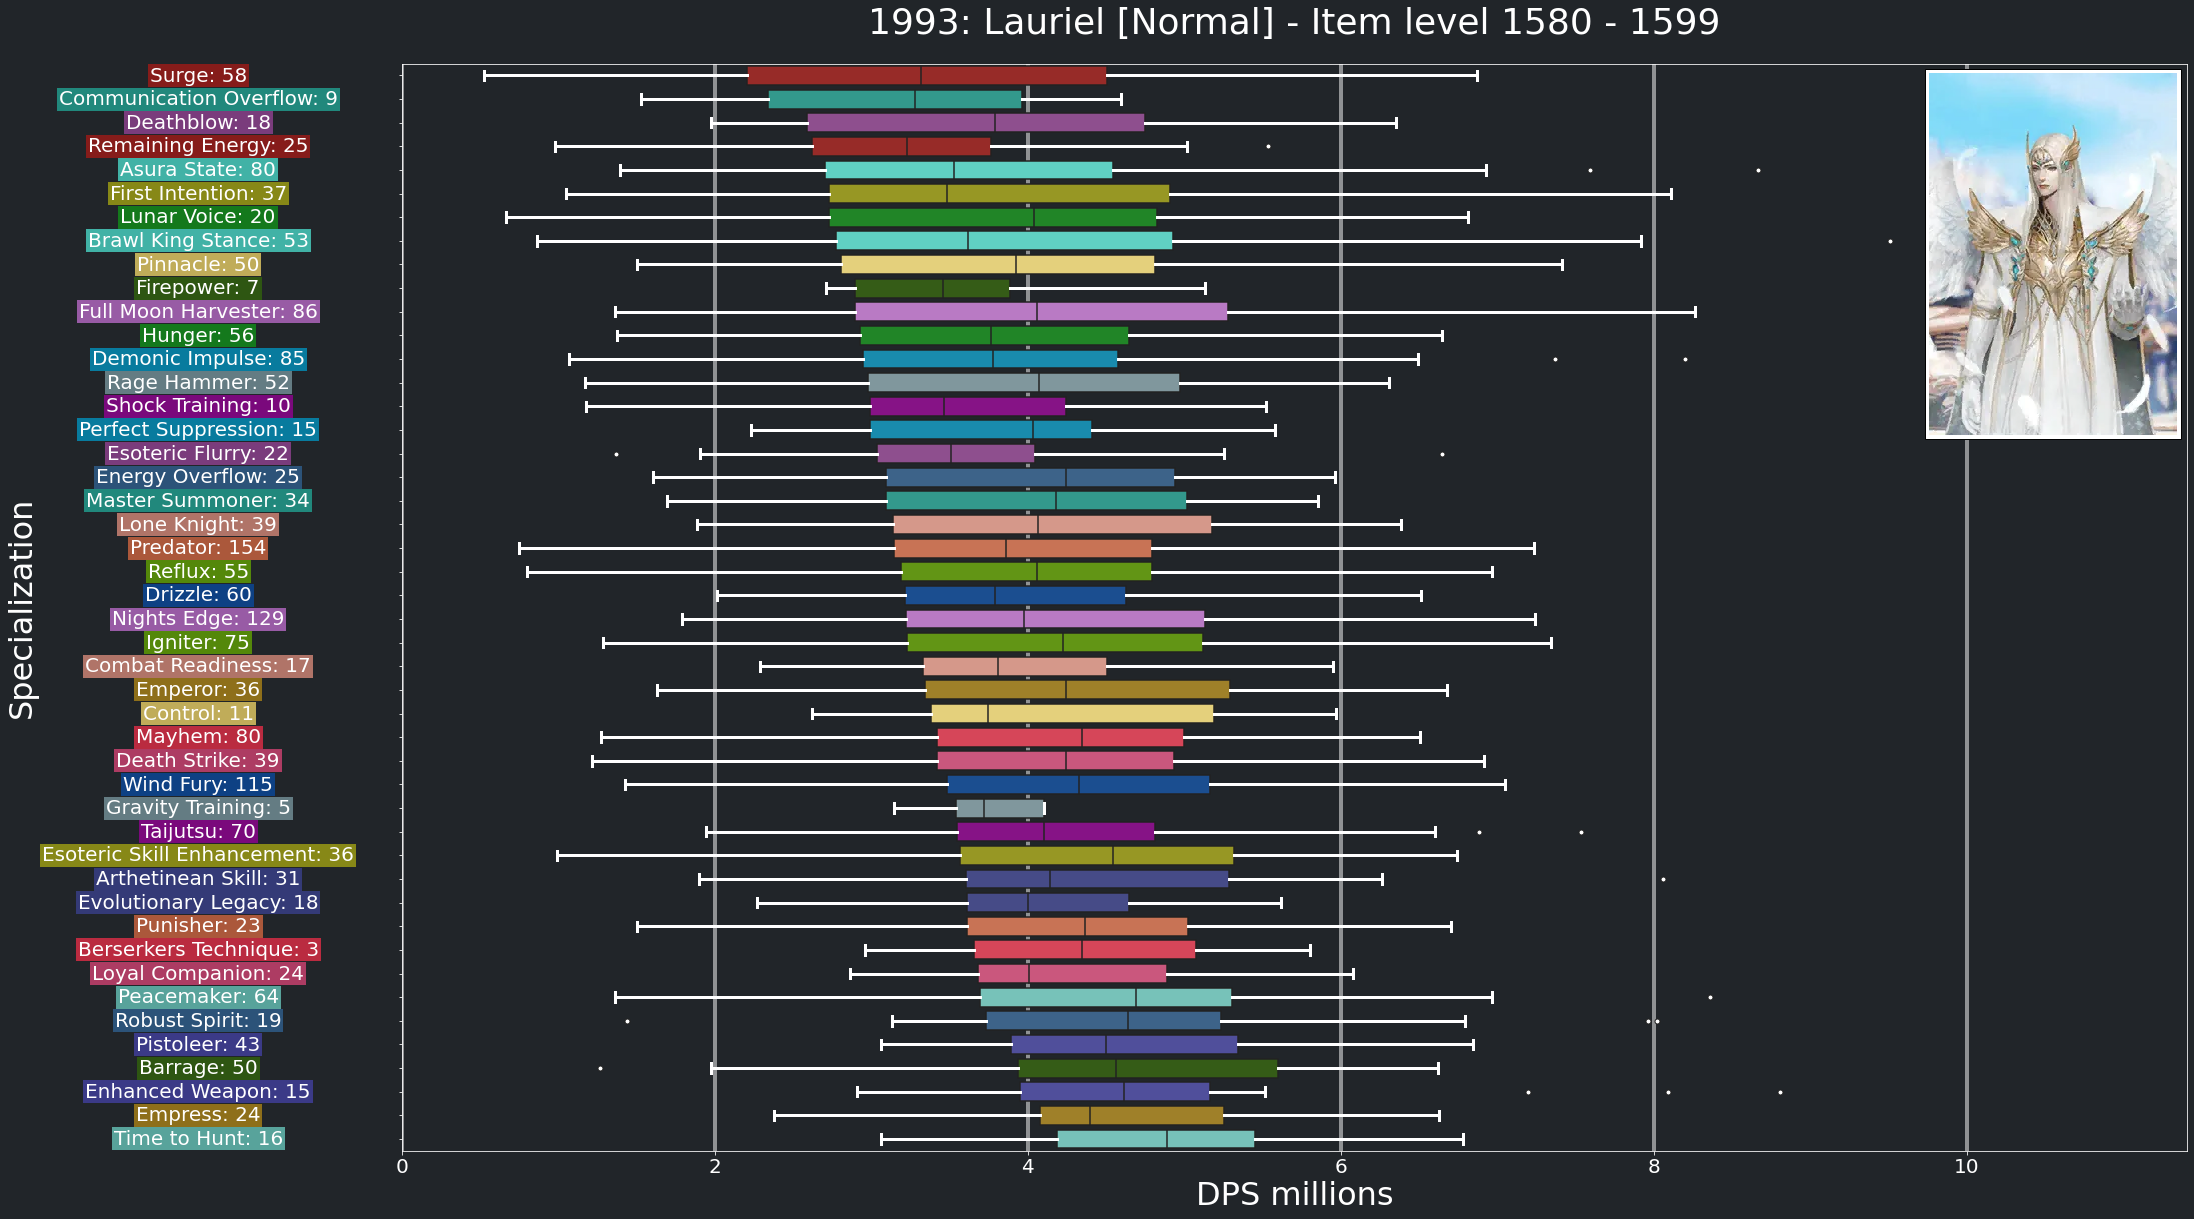 1993: Lauriel [Normal] - Item level 1580 - 1599
Surge: 58
Communication Overflow: 9
Deathblow: 18
Remaining Energy: 25
Asura State: 80
First Intention: 37
Lunar Voice: 20
Brawl King Stance: 53
Pinnacle: 50
Firepower: 7
Full Moon Harvester: 86
Hunger: 56
Demonic Impulse: 85
Rage Hammer: 52
Shock Training: 10
Perfect Suppression: 15
Esoteric Flurry: 22
Energy Overflow: 25
Master Summoner: 34
Lone Knight: 39
Predator: 154
Reflux: 55
Drizzle: 60
Nights Edge: 129
Igniter: 75
Combat Readiness: 17
Emperor: 36
Control: 11
Mayhem: 80
Death Strike: 39
Wind Fury: 115
Gravity Training: 5
Taijutsu: 70
Esoteric Skill Enhancement: 36
Arthetinean Skill: 31
Evolutionary Legacy: 18
Punisher: 23
Berserkers Technique: 3
Loyal Companion: 24
Peacemaker: 64
Robust Spirit: 19
Pistoleer: 43
Barrage: 50
Enhanced Weapon: 15
Empress: 24
Time to Hunt: 16
Specialization
0 2 4 6 8 10
DPS millions